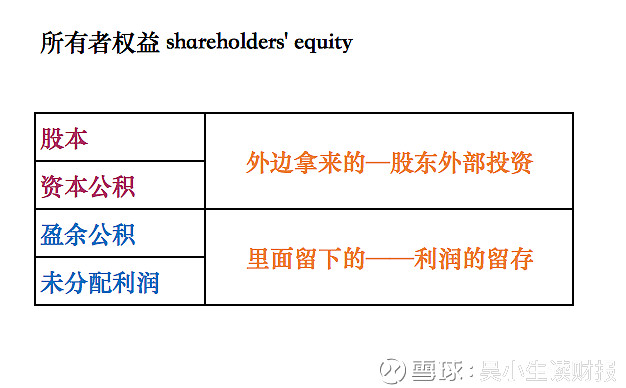 所有者权益 shareholders' equity
股本
外边拿来的—股东外部投资
资本公积
盈余公积
里面留下的——利润的留存
未分配利润
雪球：吴小生漢财技